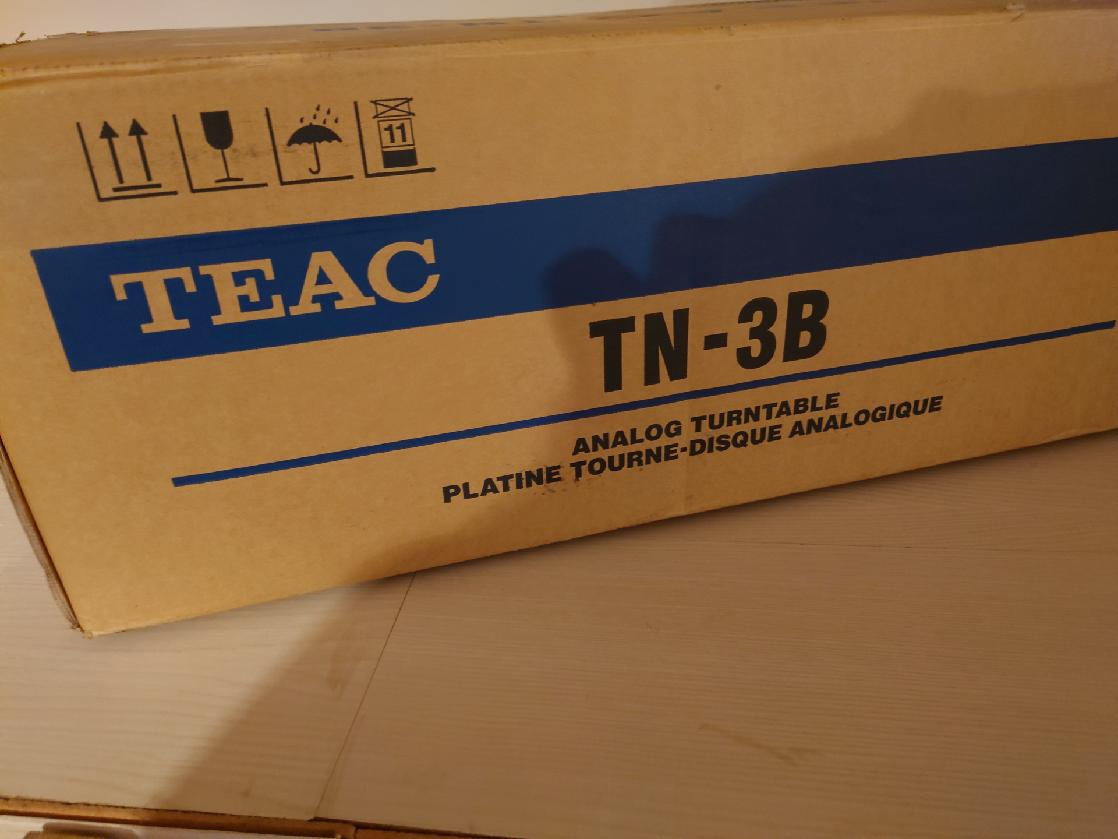 11
TEAC
TN-3B
ANALOG TURNTABLE
PLATINE TOURNE-DISQUE ANALOGIQUE